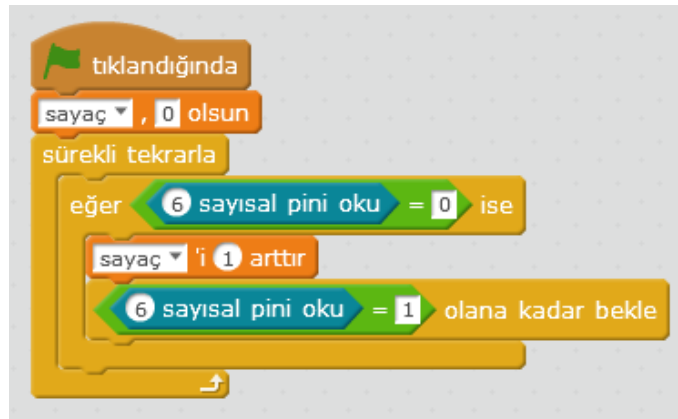 tıklandığında
sayaç , 0 olsun
sürekli tekrarla
eğer 6 sayısal pini oku = 0 ise
sayaç 'i 1 arttır
6 sayısal pini oku = 1 olana kadar bekle